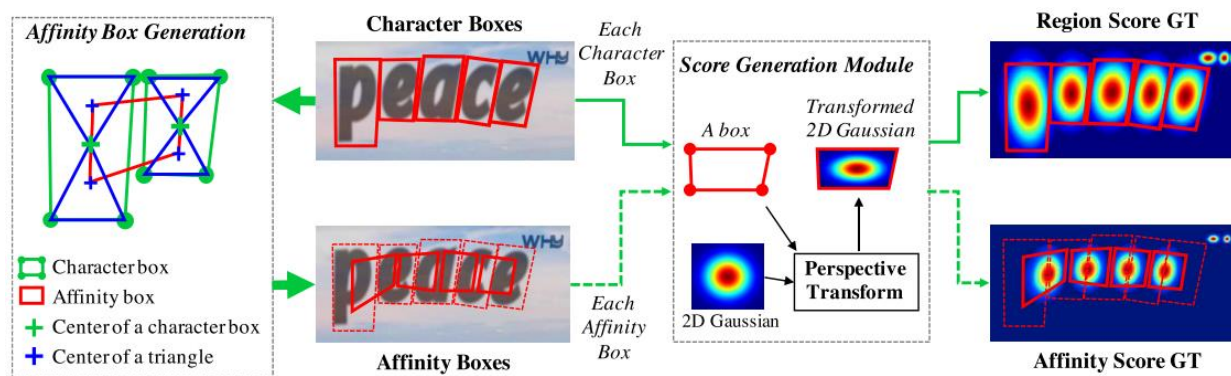 Affinity Box Generation
Character box
Affinity box
Center of a character box
Center of a triangle
Character Boxes
peace
WHY
Each
Character
Box
peace
WHY
Affinity Boxes
Each
Affinity
Box
Score Generation Module
A box
Transformed
2D Gaussian
2D Gaussian
Perspective
Transform
Region Score GT
Affinity Score GT